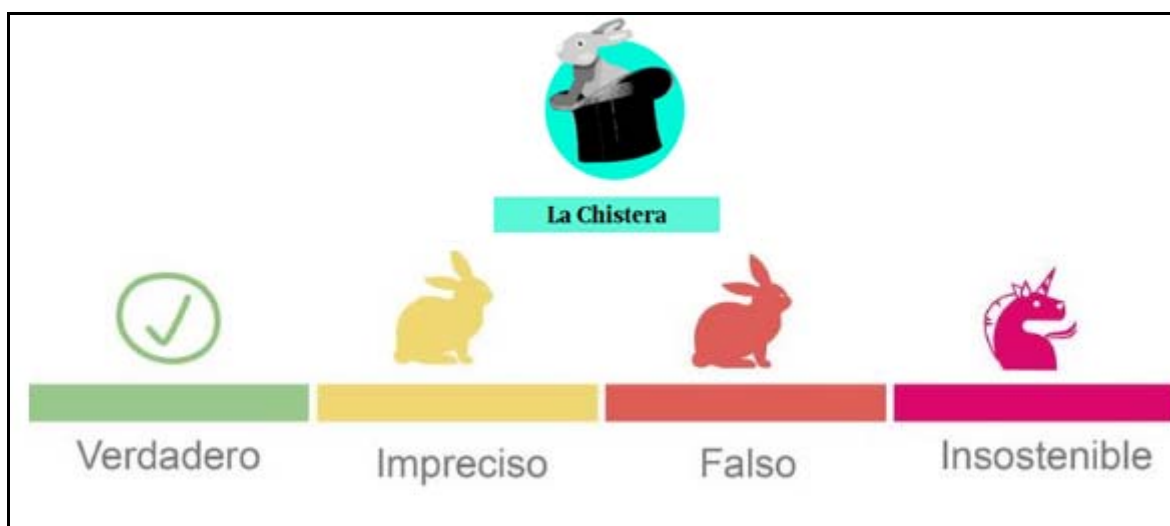 La Chistera
Verdadero
Impreciso
Falso
Insostenible